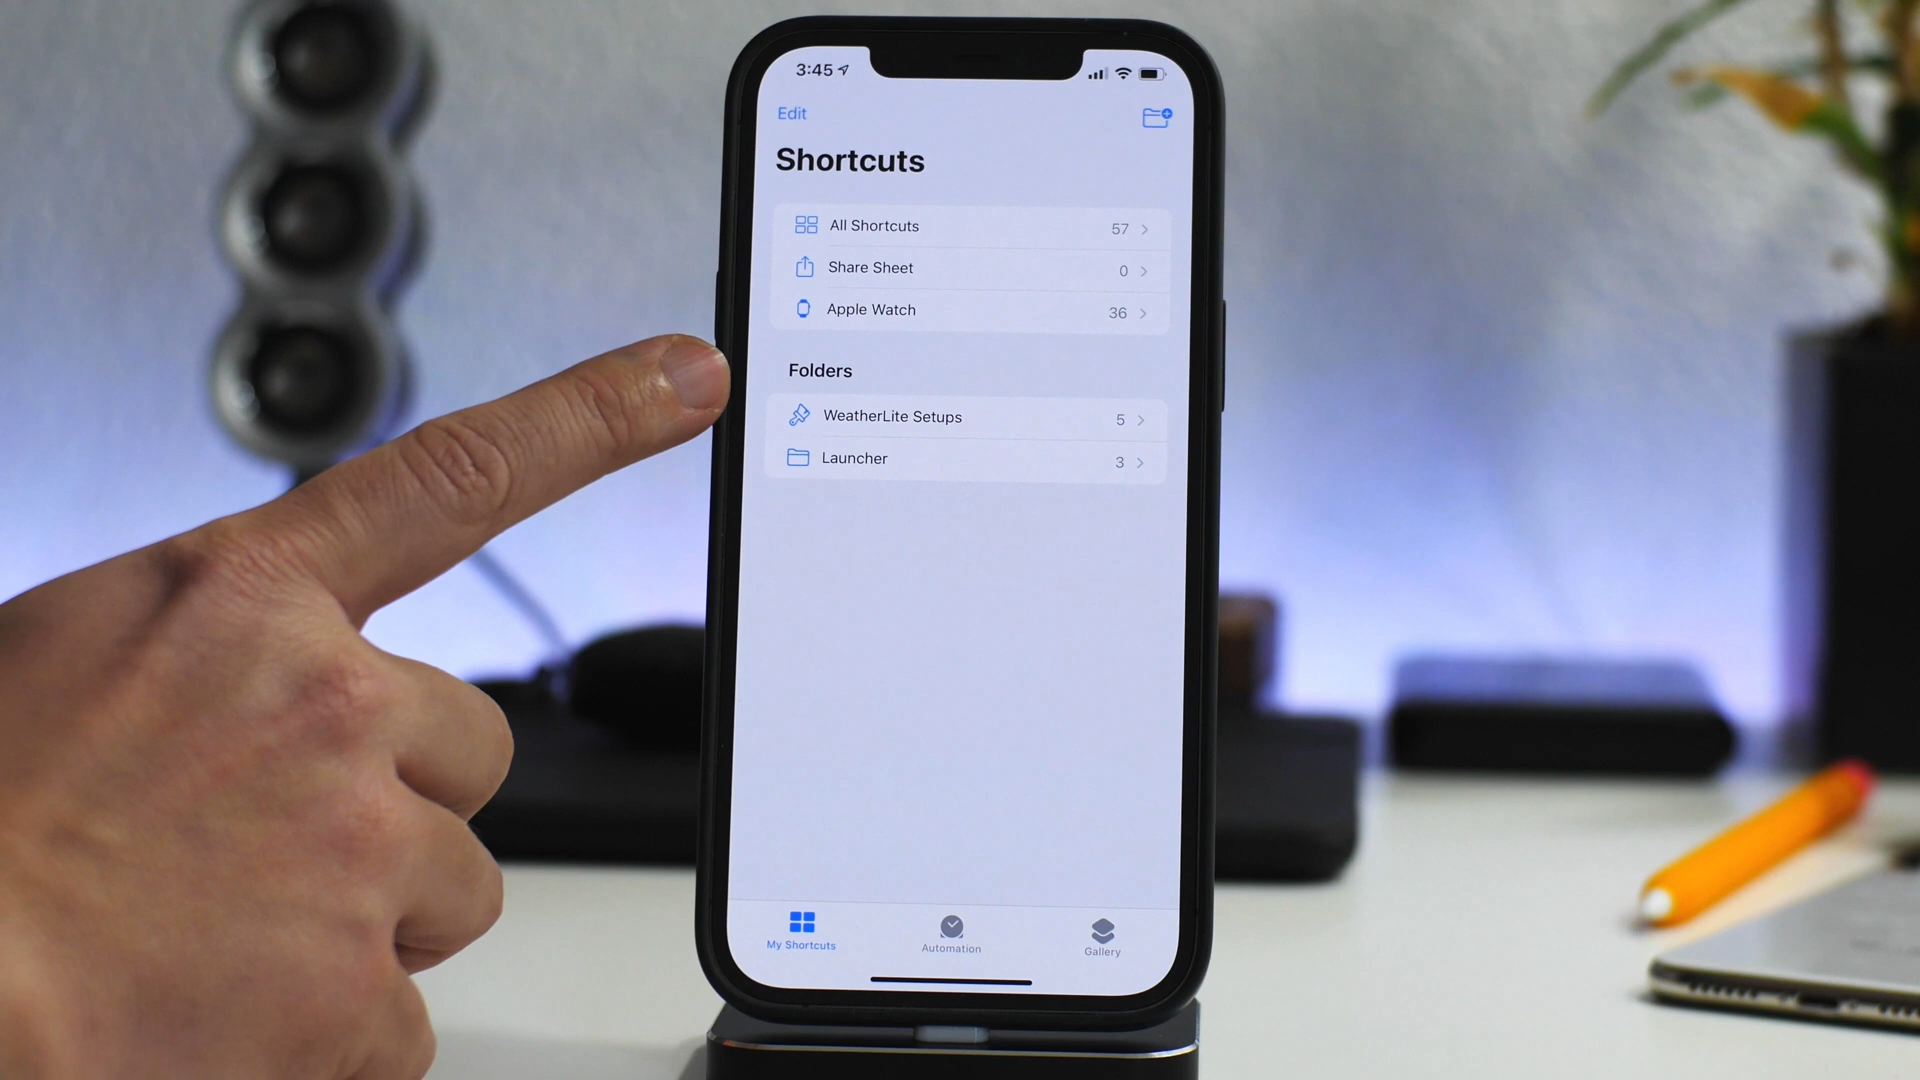 3:45
Edit
Shortcuts
All Shortcuts 57
Share Sheet 0
Apple Watch 36
Folders
WeatherLite Setups 5
Launcher 3
My Shortcuts Automation Gallery